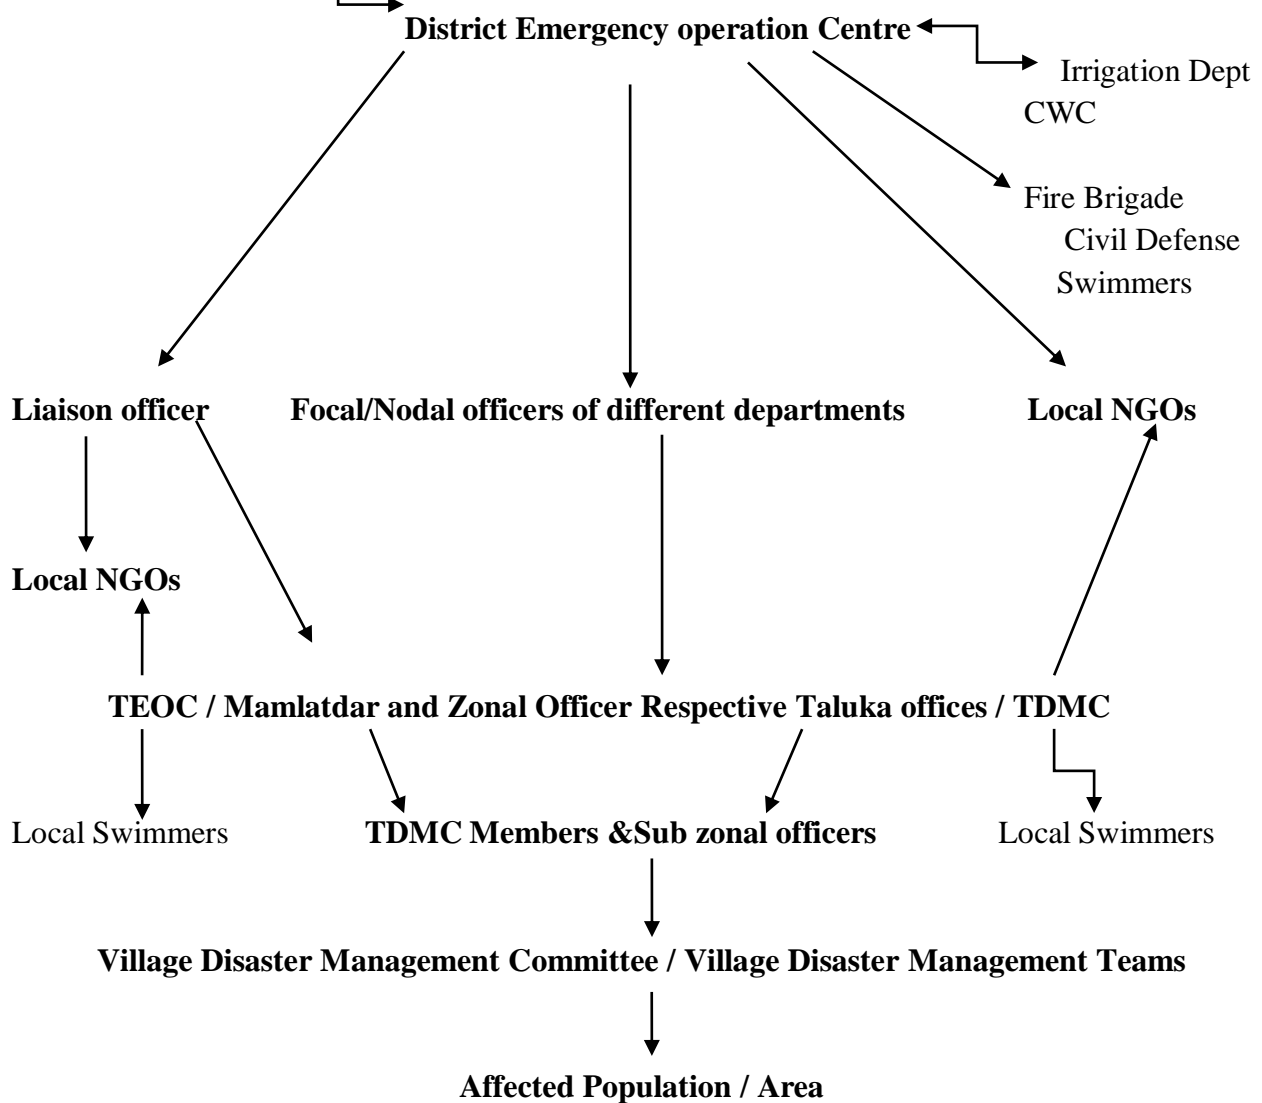 District Emergency operation Centre
Irrigation Dept
CWC
Fire Brigade
Civil Defense
Swimmers
Liaison officer
Focal/Nodal officers of different departments
Local NGOs
Local NGOs
TEOC / Mamlatdar and Zonal Officer Respective Taluka offices / TDMC
Local Swimmers
TDMC Members &Sub zonal officers
Local Swimmers
Village Disaster Management Committee / Village Disaster Management Teams
Affected Population / Area